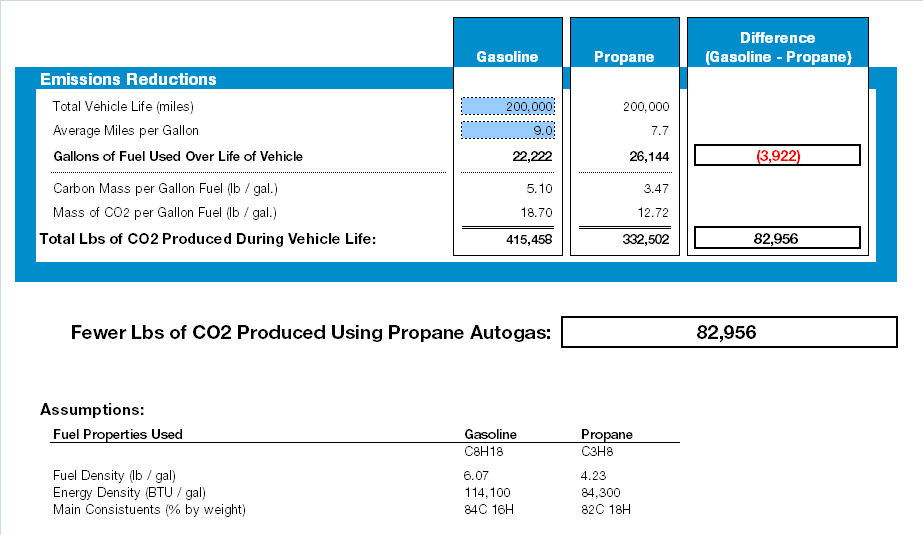 Difference
Gasoline Propane (Gasoline - Propane)
Emissions Reductions
Total Vehicle Life (miles) 200,000 200,000
Average Miles per Gallon 9.0 7.7
Gallons of Fuel Used Over Life of Vehicle 22,222 26,144 (3,922)
Carbon Mass per Gallon Fuel (lb / gal.) 5.10 3.47
Mass of CO2 per Gallon Fuel (lb / gal.) 18.70 12.72
Total Lbs of CO2 Produced During Vehicle Life: 415,458 332,502 82,956
Fewer Lbs of CO2 Produced Using Propane Autogas: 82,956
Assumptions:
Fuel Properties Used Gasoline Propane
C8H18 C3H8
Fuel Density (lb / gal) 6.07 4.23
Energy Density (BTU / gal) 114,100 84,300
Main Consistuents (% by weight) 84C 16H 82C 18H